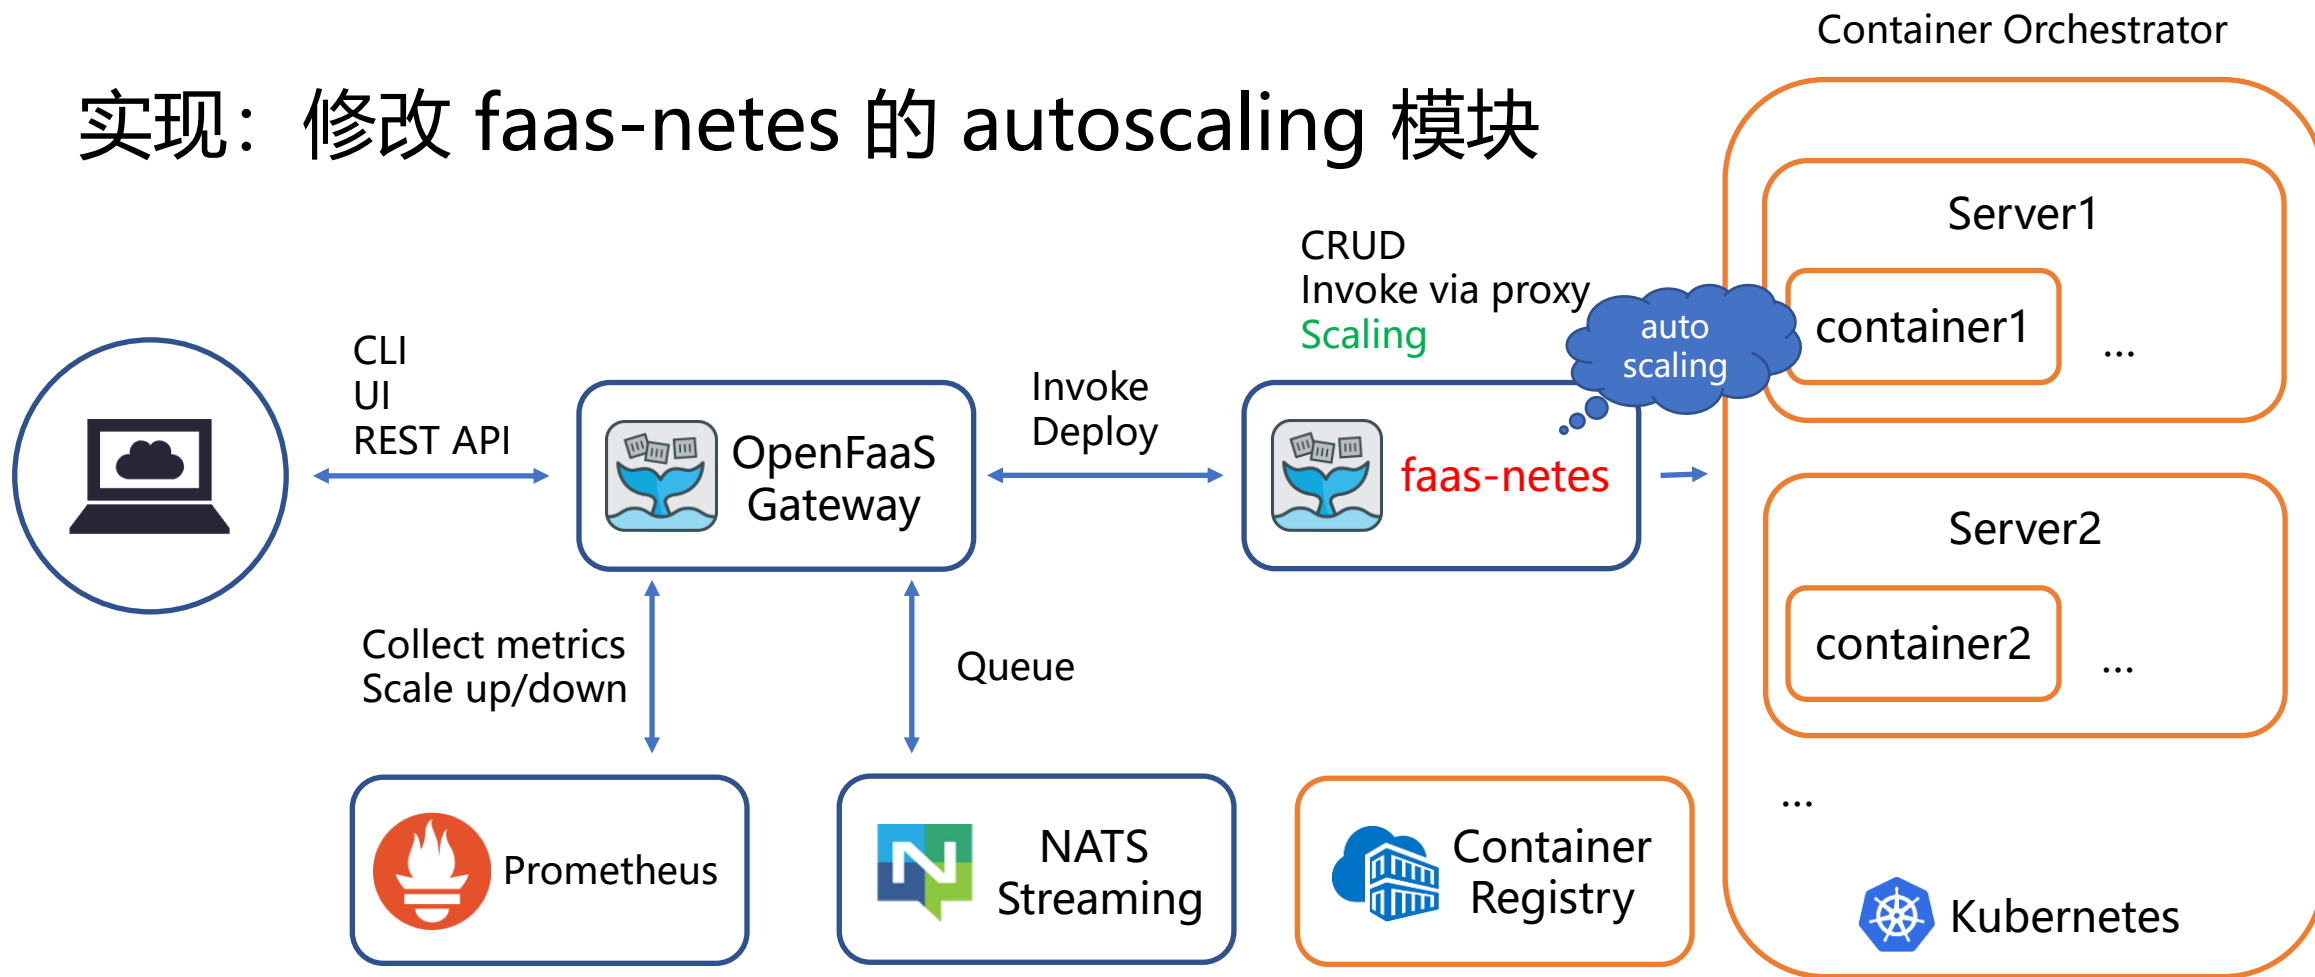 Container Orchestrator
实现：修改 faas-netes 的 autoscaling 模块
Server1
CRUD
Invoke via proxy
Scaling
auto
scaling
container1
...
CLI
UI
REST API
OpenFaaS
Gateway
Invoke
Deploy
faas-netes
Server2
container2
...
Collect metrics
Scale up/down
Queue
...
Prometheus
NATS
Streaming
Container
Registry
Kubernetes